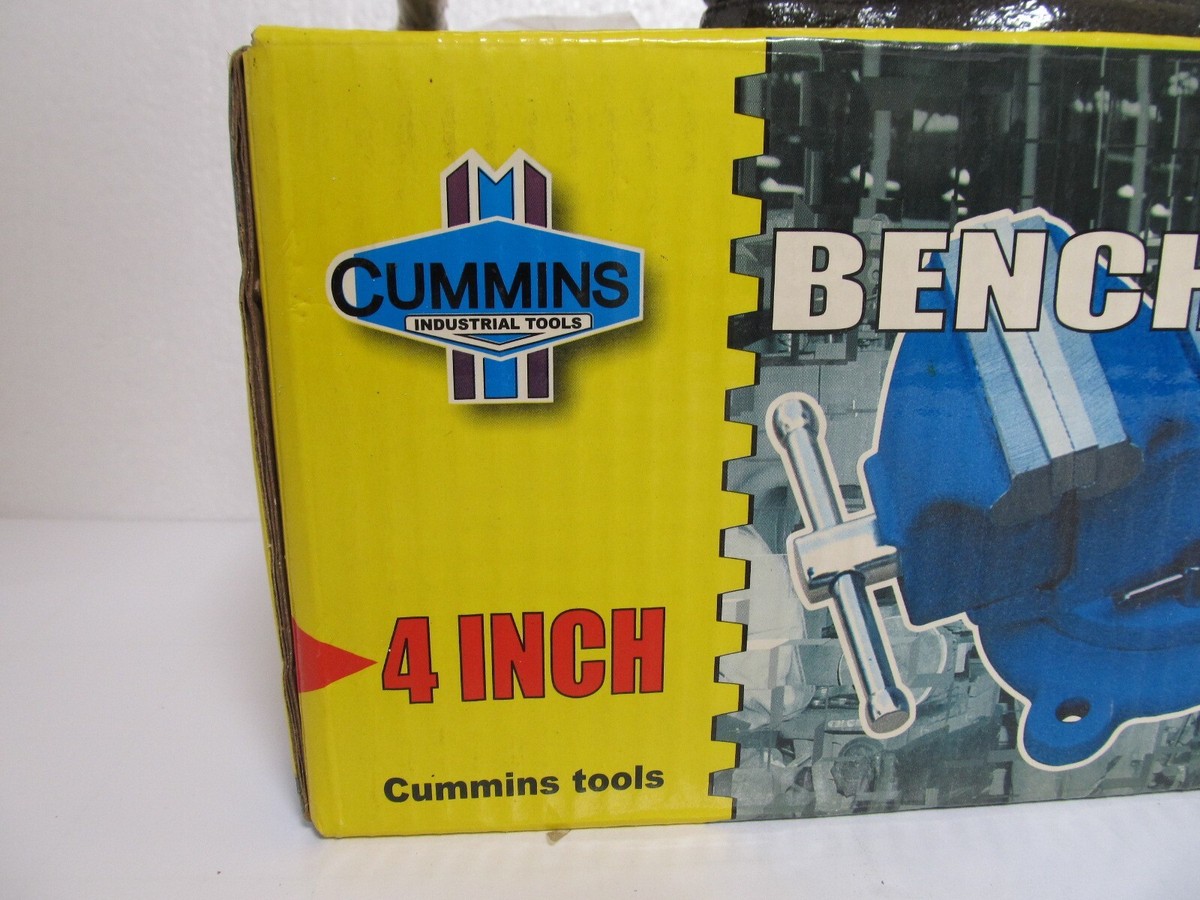 CUMMINS
INDUSTRIAL TOOLS
BENCH
4 INCH
Cummins tools